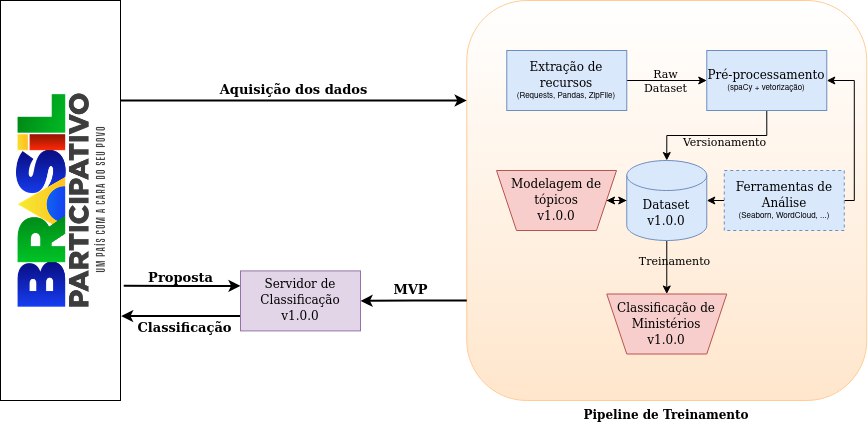 BRASIL
PARTICIPATIVO
UM PAÍS COM A CARA DO SEU POVO
Aquisição dos dados
Extração de
recursos
(Requests, Pandas, ZipFile)
Raw
Dataset
Pré-processamento
(spaCy + vetorização)
Versionamento
Modelagem de
tópicos
v1.0.0
Dataset
v1.0.0
Ferramentas de
Análise
(Seaborn, WordCloud, ...)
Treinamento
Classificação de
Ministérios
v1.0.0
Proposta
Classificação
Servidor de
Classificação
v1.0.0
MVP
Pipeline de Treinamento